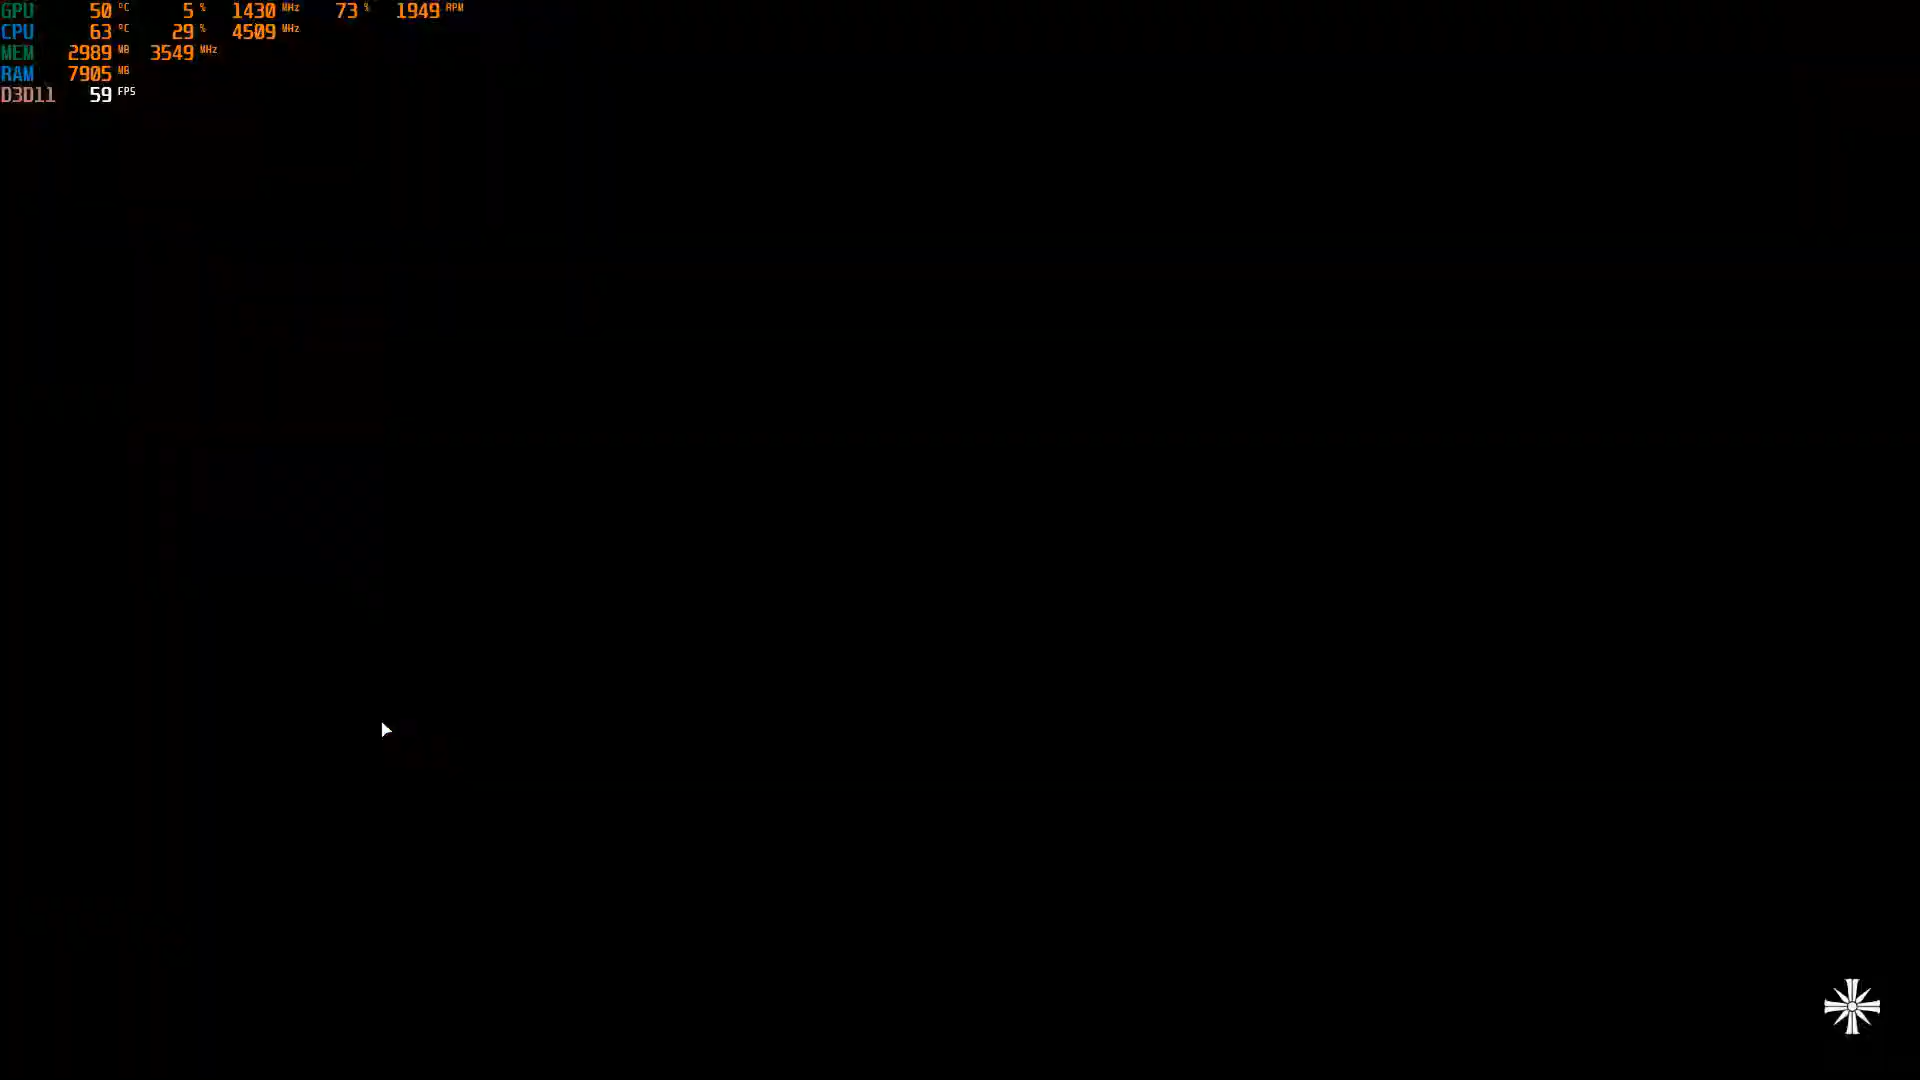 GPU 50 °C 5 % 1430 MHz 73 % 1949 RPM
CPU 63 °C 29 % 4509 MHz
MEM 2989 MB 3549 MHz
RAM 7905 MB
D3D11 59 FPS